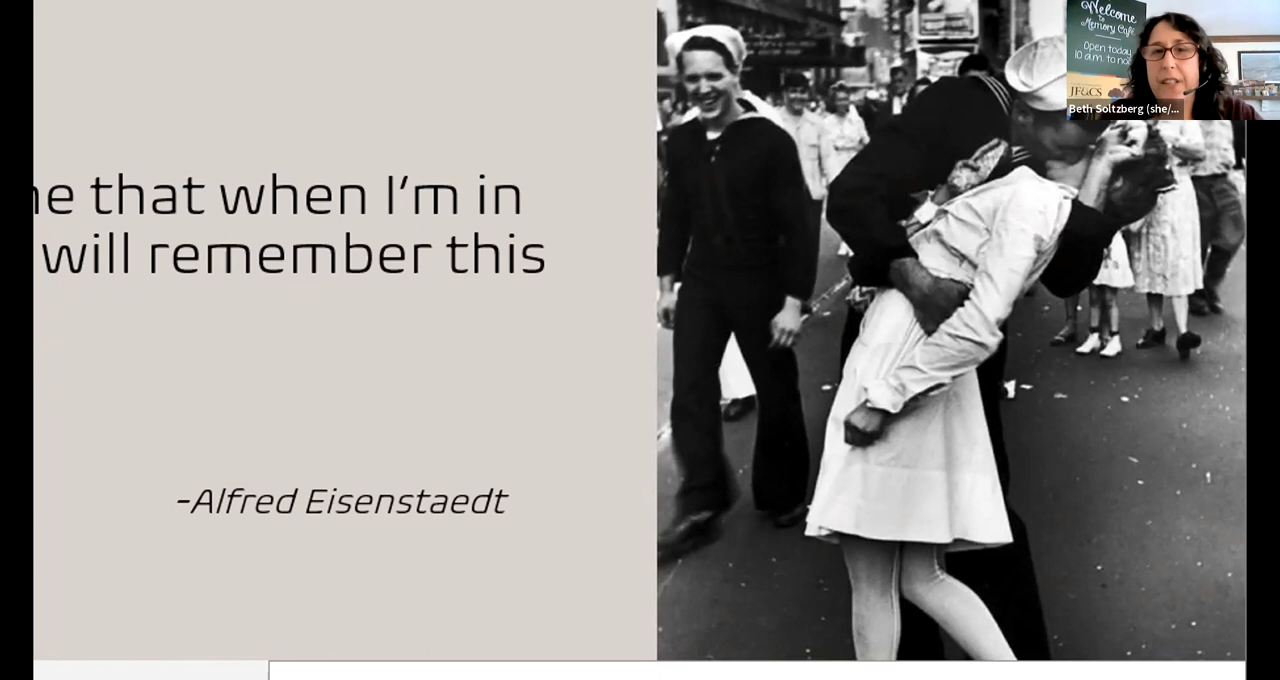 that when I'm in
will remember this
-Alfred Eisenstaedt
Welcome
to
Memory Café
Open today
10 a.m. to
JF&CS
Beth Soltzberg (she/...